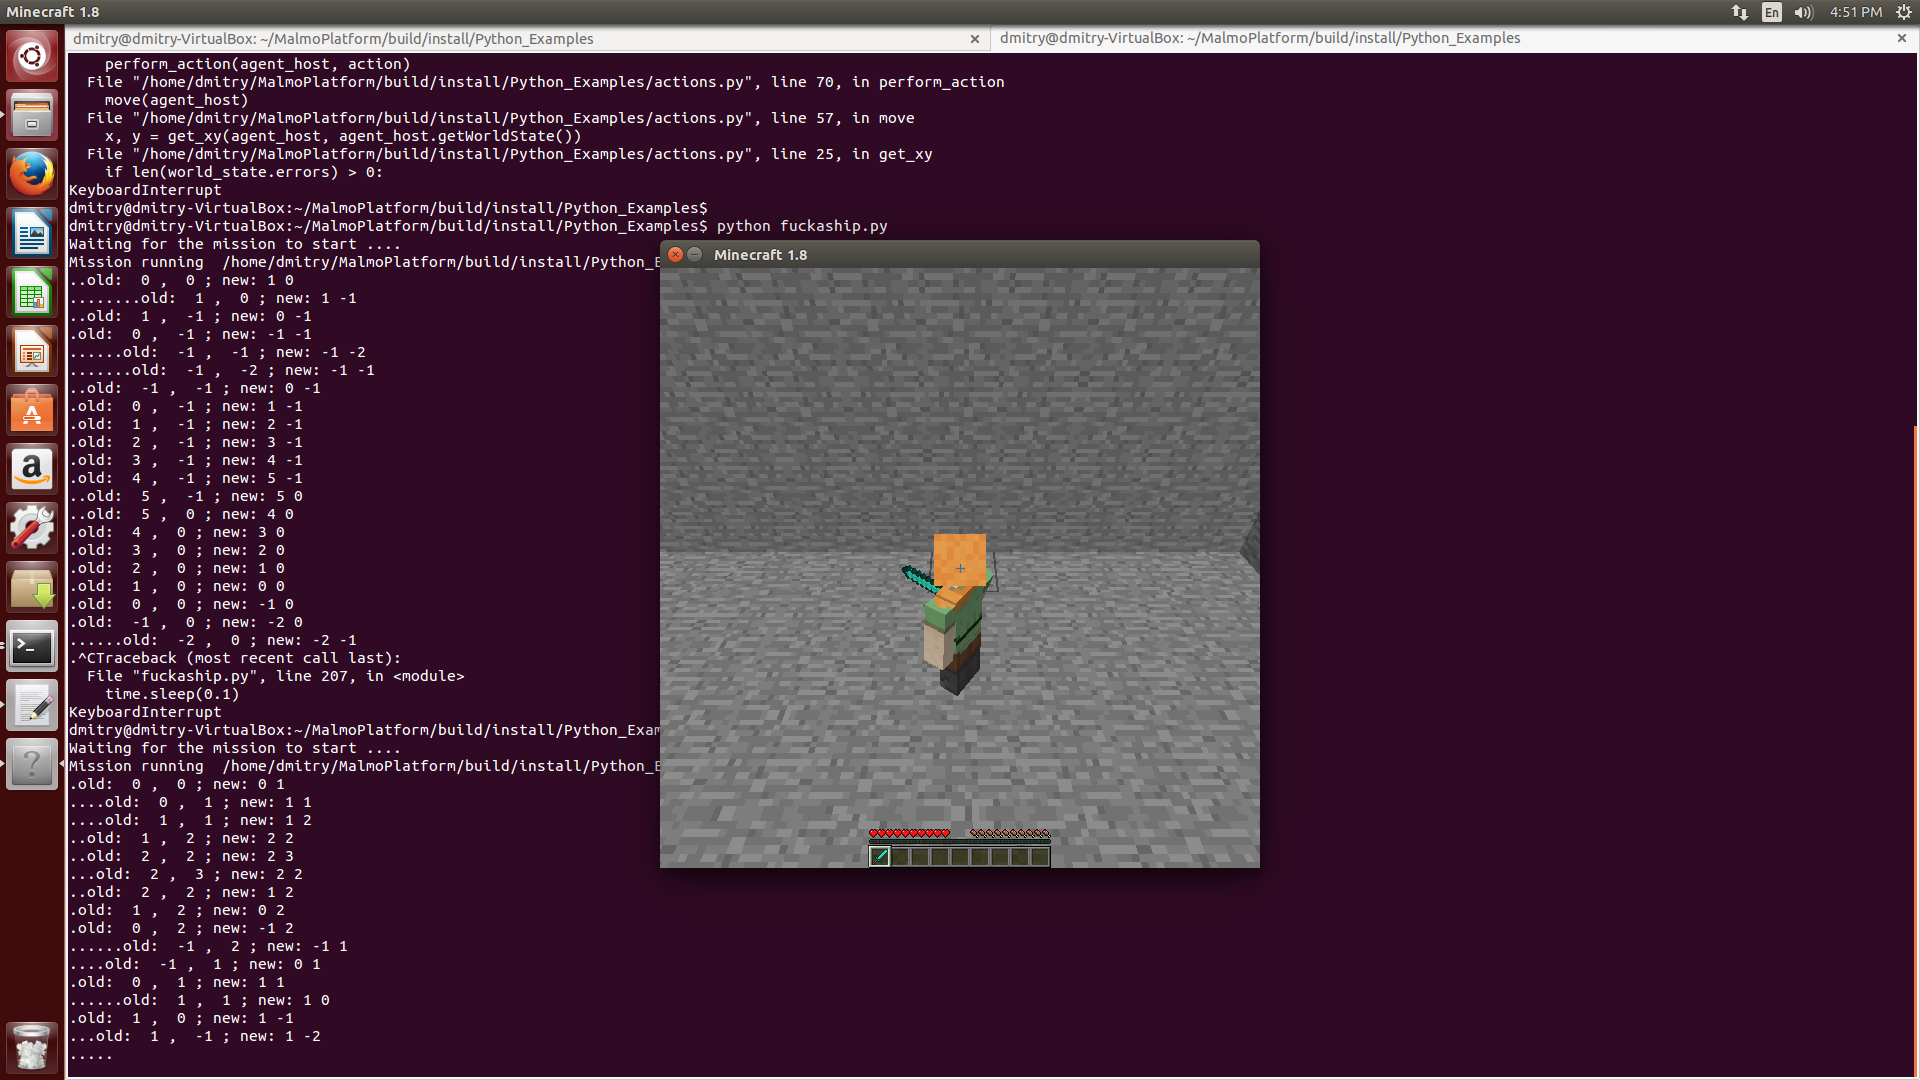 Minecraft 1.8
En
4:51 PM
dmitry@dmitry-VirtualBox: ~/MalmoPlatform/build/install/Python_Examples
dmitry@dmitry-VirtualBox: ~/MalmoPlatform/build/install/Python_Examples
perform_action(agent_host, action)
File "/home/dmitry/MalmoPlatform/build/install/Python_Examples/actions.py", line 70, in perform_action
move(agent_host)
File "/home/dmitry/MalmoPlatform/build/install/Python_Examples/actions.py", line 57, in move
x, y = get_xy(agent_host, agent_host.getWorldState())
File "/home/dmitry/MalmoPlatform/build/install/Python_Examples/actions.py", line 25, in get_xy
if len(world_state.errors) > 0:
KeyboardInterrupt
dmitry@dmitry-VirtualBox:~/MalmoPlatform/build/install/Python_Examples$
dmitry@dmitry-VirtualBox:~/MalmoPlatform/build/install/Python_Examples$ python fuckaship.py
Waiting for the mission to start ....
Mission running  /home/dmitry/MalmoPlatform/build/install/Python_E
..old:  0 ,  0 ; new: 1 0
........old:  1 ,  0 ; new: 1 -1
..old:  1 ,  -1 ; new: 0 -1
.old:  0 ,  -1 ; new: -1 -1
......old:  -1 ,  -1 ; new: -1 -2
.......old:  -1 ,  -2 ; new: -1 -1
..old:  -1 ,  -1 ; new: 0 -1
.old:  0 ,  -1 ; new: 1 -1
.old:  1 ,  -1 ; new: 2 -1
.old:  2 ,  -1 ; new: 3 -1
.old:  3 ,  -1 ; new: 4 -1
.old:  4 ,  -1 ; new: 5 -1
..old:  5 ,  -1 ; new: 5 0
..old:  5 ,  0 ; new: 4 0
.old:  4 ,  0 ; new: 3 0
.old:  3 ,  0 ; new: 2 0
.old:  2 ,  0 ; new: 1 0
.old:  1 ,  0 ; new: 0 0
.old:  0 ,  0 ; new: -1 0
.old:  -1 ,  0 ; new: -2 0
......old:  -2 ,  0 ; new: -2 -1
.^CTraceback (most recent call last):
File "fuckaship.py", line 207, in <module>
time.sleep(0.1)
KeyboardInterrupt
dmitry@dmitry-VirtualBox:~/MalmoPlatform/build/install/Python_Exam
Waiting for the mission to start ....
Mission running  /home/dmitry/MalmoPlatform/build/install/Python_E
.old:  0 ,  0 ; new: 0 1
....old:  0 ,  1 ; new: 1 1
....old:  1 ,  1 ; new: 1 2
..old:  1 ,  2 ; new: 2 2
..old:  2 ,  2 ; new: 2 3
...old:  2 ,  3 ; new: 2 2
..old:  2 ,  2 ; new: 1 2
.old:  1 ,  2 ; new: 0 2
.old:  0 ,  2 ; new: -1 2
......old:  -1 ,  2 ; new: -1 1
....old:  -1 ,  1 ; new: 0 1
.old:  0 ,  1 ; new: 1 1
......old:  1 ,  1 ; new: 1 0
.old:  1 ,  0 ; new: 1 -1
...old:  1 ,  -1 ; new: 1 -2
.....
Minecraft 1.8